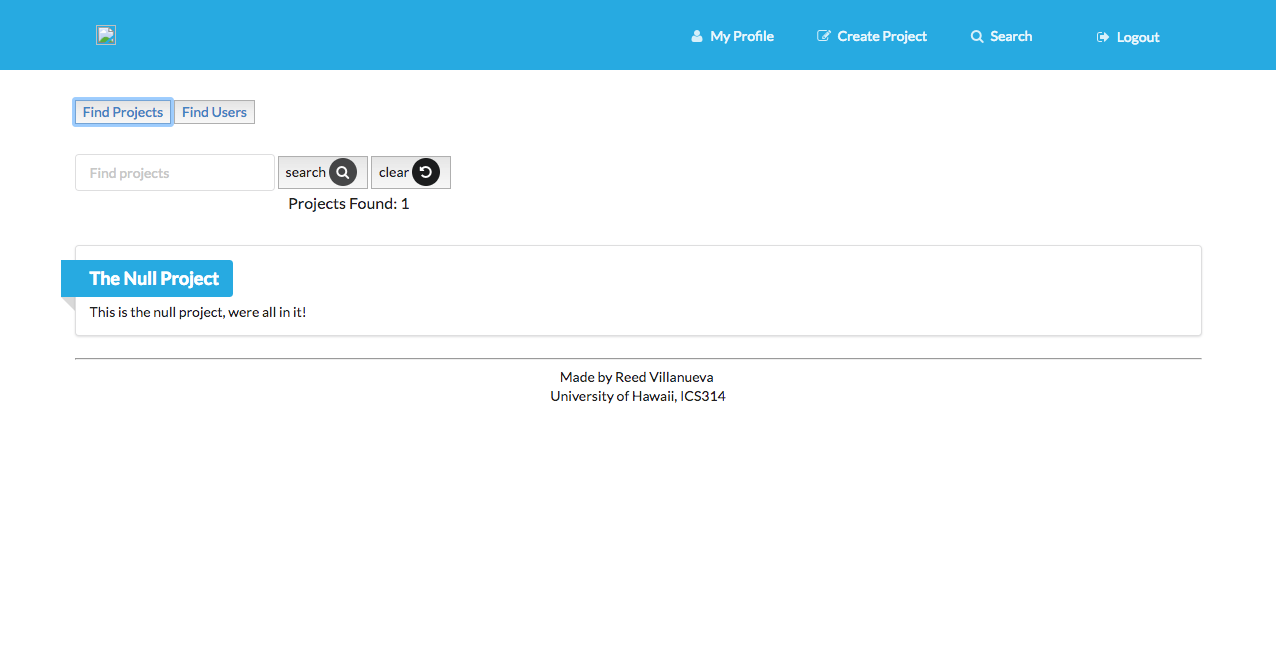 My Profile Create Project Search Logout
Find Projects Find Users
Find projects search clear
Projects Found: 1
The Null Project
This is the null project, were all in it!
Made by Reed Villanueva
University of Hawaii, ICS314